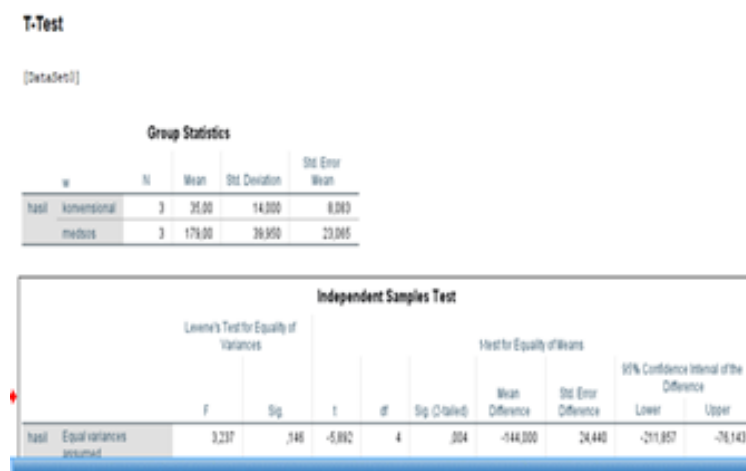 T-Test
[DataSet0]
Group Statistics
w N Mean Std. Deviation Std. Error Mean
hasil konvensional 3 35,00 14,000 8,083
medsos 3 179,00 39,950 23,065
Independent Samples Test
Levene's Test for Equality of Variances
t-test for Equality of Means
95% Confidence Interval of the Difference
F Sig. t df Sig. (2-tailed) Mean Difference Std. Error Difference Lower Upper
hasil Equal variances assumed 3,237 ,146 -5,892 4 ,004 -144,000 24,440 -211,857 -76,143